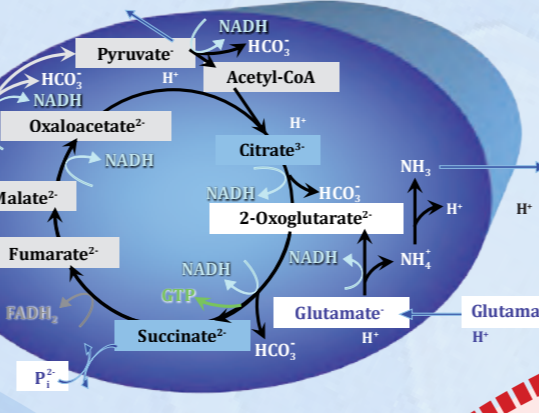 NADH
Pyruvate⁻
HCO₃⁻
H⁺
Acetyl-CoA
HCO₃⁻
NADH
Oxaloacetate²⁻
H⁺
Citrate³⁻
NADH
NH₃
NADH
HCO₃⁻
Malate²⁻
H⁺
H⁺
2-Oxoglutarate²⁻
Fumarate²⁻
NADH
NADH
NH₄⁺
GTP
FADH₂
Glutamate⁻
Glutama
Succinate²⁻
H⁺
H⁺
HCO₃⁻
Pᵢ²⁻